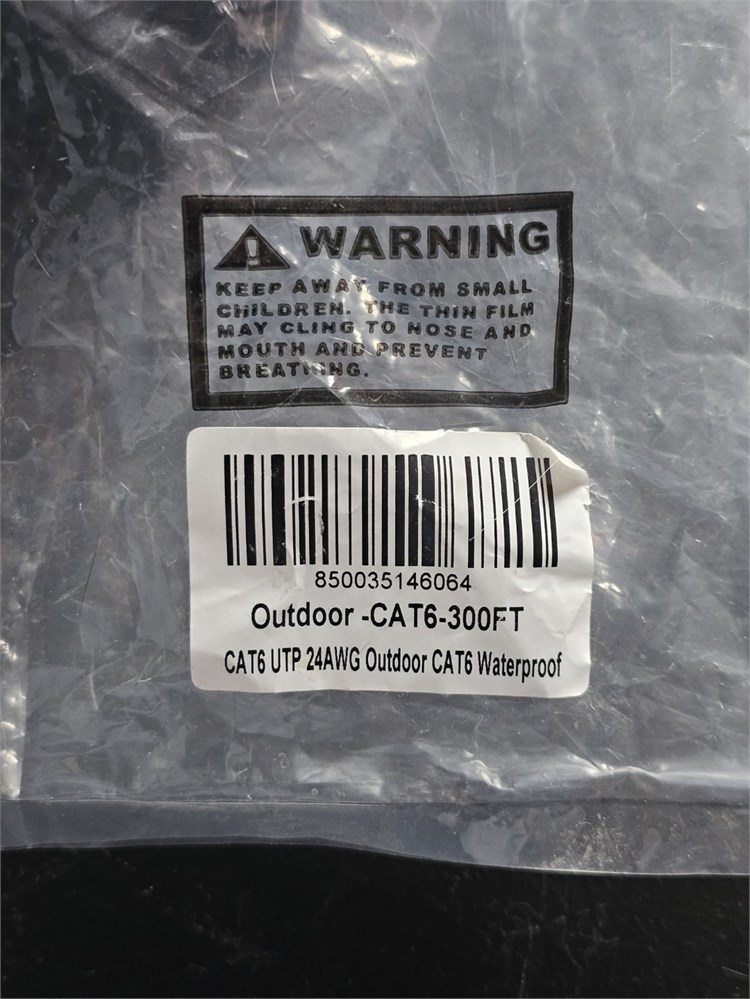 WARNING
KEEP AWAY FROM SMALL
CHILDREN. THE THIN FILM
MAY CLING TO NOSE AND
MOUTH AND PREVENT
BREATHING.
850035146064
Outdoor -CAT6-300FT
CAT6 UTP 24AWG Outdoor CAT6 Waterproof